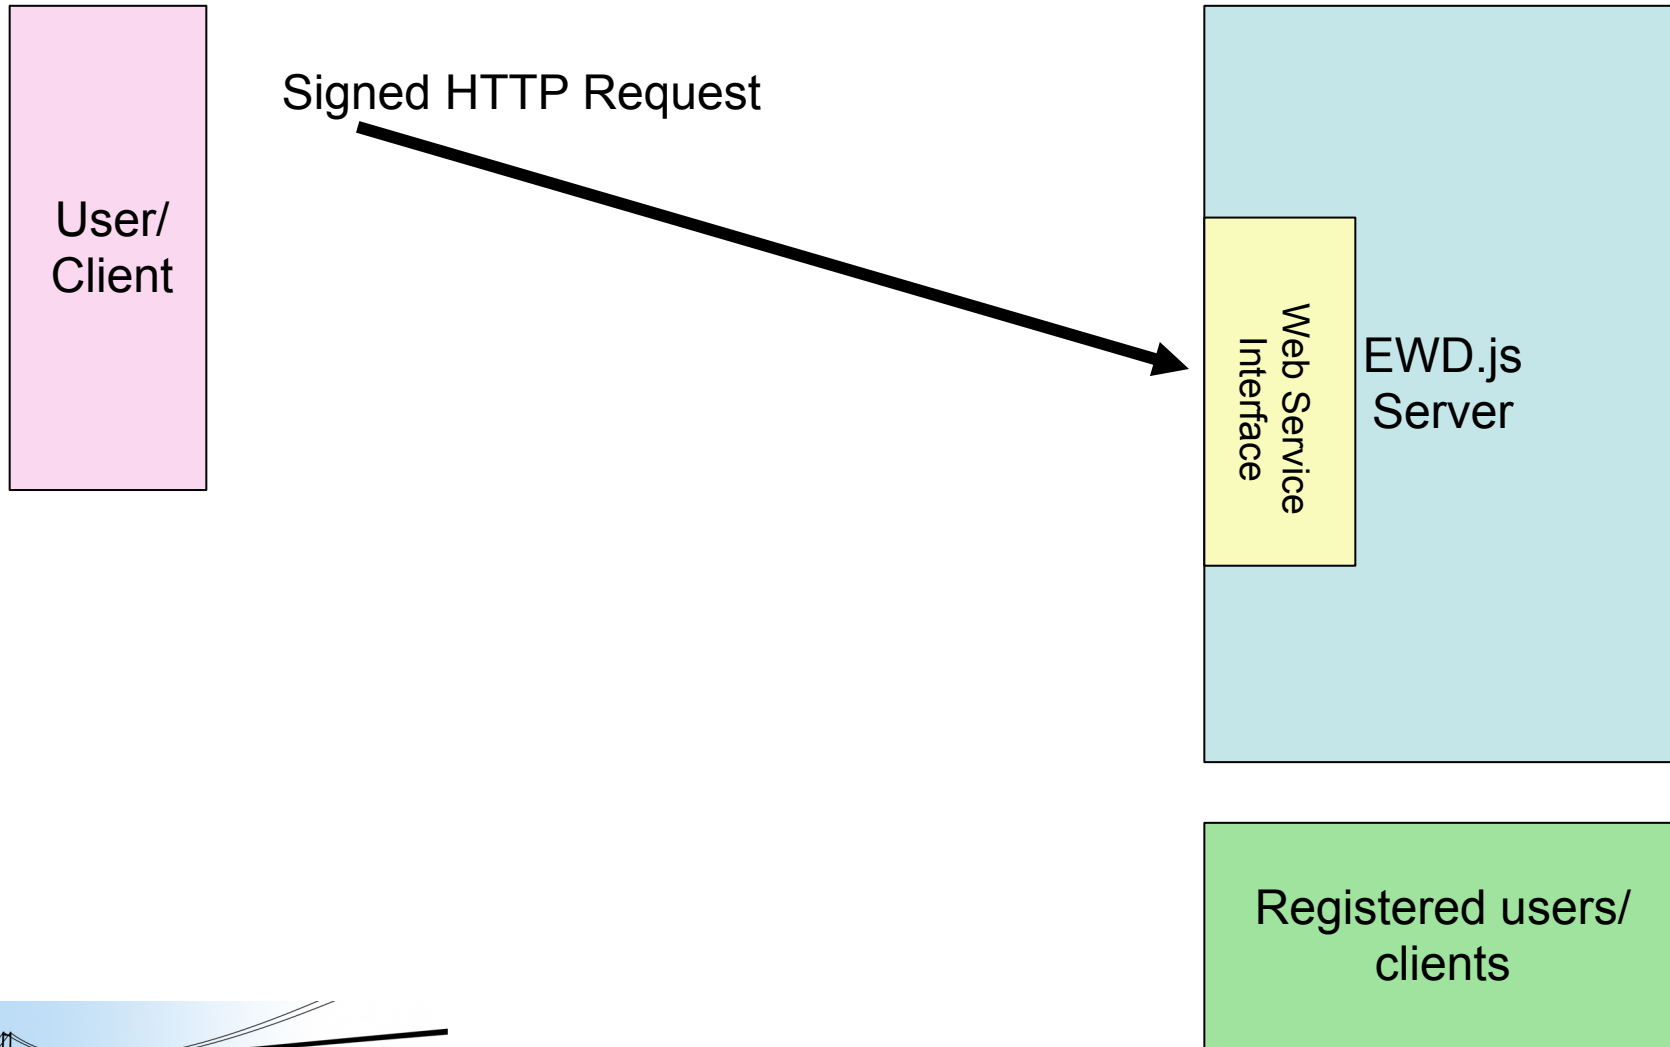 Signed HTTP Request
User/
Client
Web Service
Interface
EWD.js
Server
Registered users/
clients